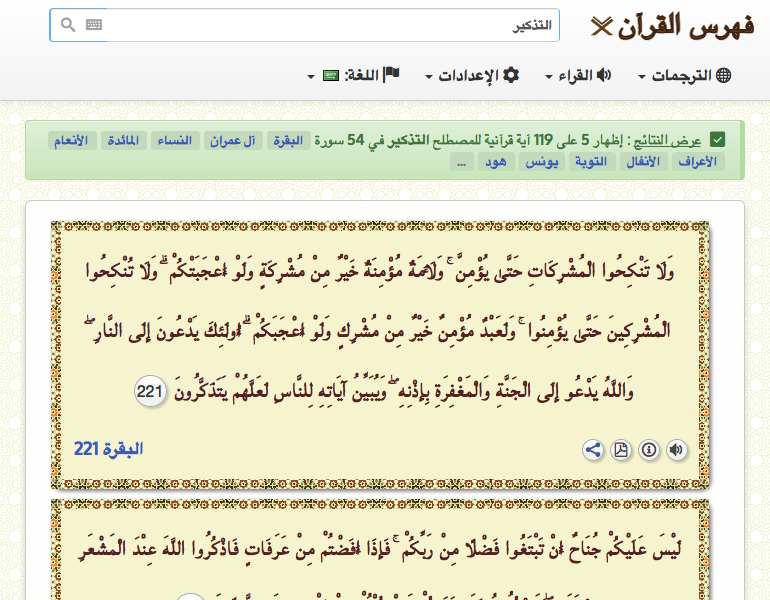 فهرس القرآن
التذكير
الترجمات
القراء
الإعدادات
اللغة:
عرض النتائج : إظهار 5 على 119 آية قرآنية للمصطلح التذكير في 54 سورة البقرة آل عمران النساء المائدة الأنعام
الأعراف الأنفال التوبة يونس هود ...
وَلَا تَنْكِحُوا الْمُشْرِكَاتِ حَتَّىٰ يُؤْمِنَّ ۚ وَلَأَمَةٌ مُؤْمِنَةٌ خَيْرٌ مِنْ مُشْرِكَةٍ وَلَوْ أَعْجَبَتْكُمْ ۗ وَلَا تُنْكِحُوا
الْمُشْرِكِينَ حَتَّىٰ يُؤْمِنُوا ۚ وَلَعَبْدٌ مُؤْمِنٌ خَيْرٌ مِنْ مُشْرِكٍ وَلَوْ أَعْجَبَكُمْ ۗ أُولَٰئِكَ يَدْعُونَ إِلَى النَّارِ ۖ
وَاللَّهُ يَدْعُو إِلَى الْجَنَّةِ وَالْمَغْفِرَةِ بِإِذْنِهِ ۖ وَيُبَيِّنُ آيَاتِهِ لِلنَّاسِ لَعَلَّهُمْ يَتَذَكَّرُونَ 221
البقرة 221
لَيْسَ عَلَيْكُمْ جُنَاحٌ أَنْ تَبْتَغُوا فَضْلًا مِنْ رَبِّكُمْ ۚ فَإِذَا أَفَضْتُمْ مِنْ عَرَفَاتٍ فَاذْكُرُوا اللَّهَ عِنْدَ الْمَشْعَرِ